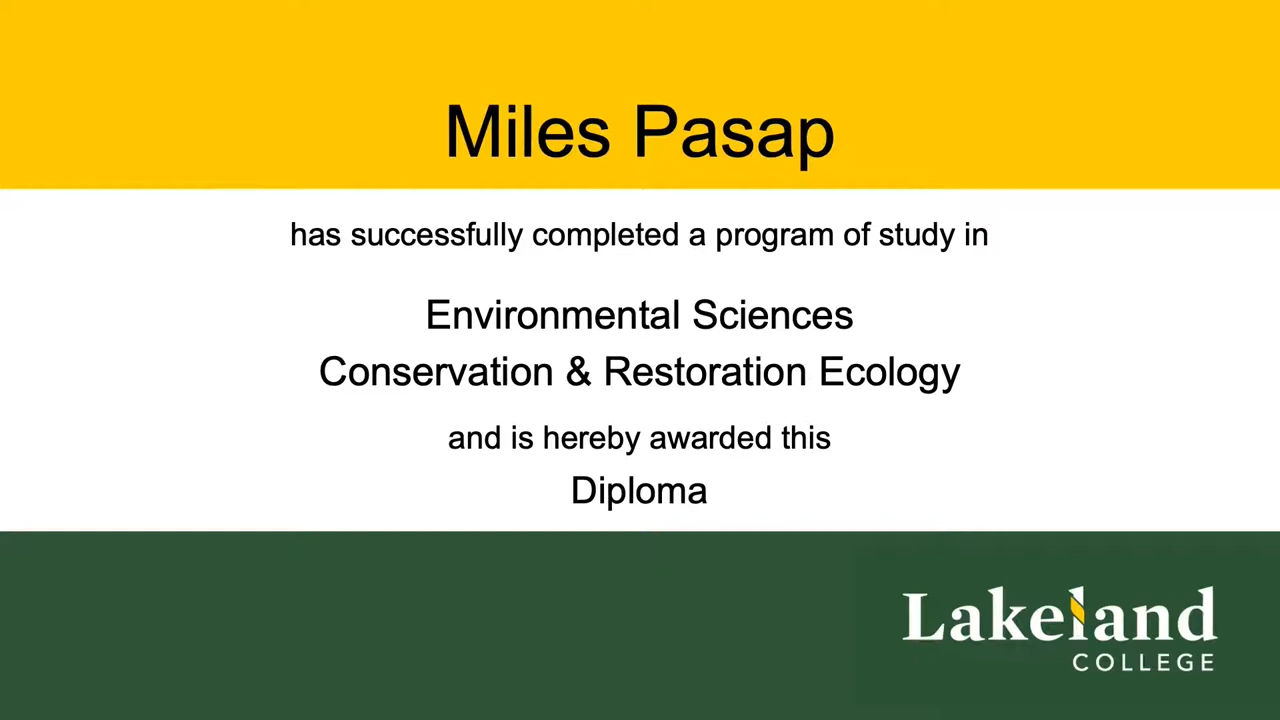 Miles Pasap
has successfully completed a program of study in
Environmental Sciences
Conservation & Restoration Ecology
and is hereby awarded this
Diploma
Lakeland
COLLEGE